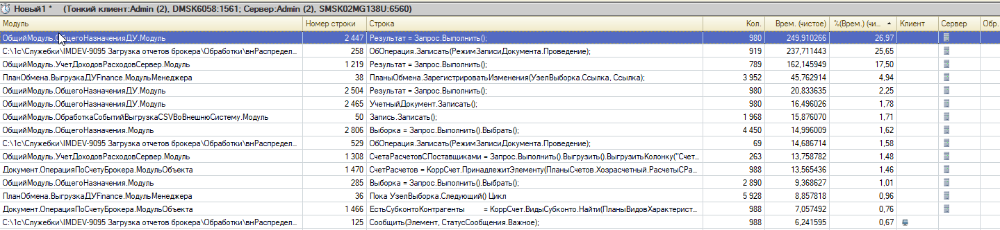 Новый1 * (Тонкий клиент:Admin (2), DMSK6058:1561; Сервер:Admin (2), SMSK02MG138U:6560)
Модуль Номер строки Строка Кол. Врем. (чистое) %(Врем.) (чи... Клиент Сервер Обр.
ОбщийМодуль.ОбщегоНазначенияДУ.Модуль 2 447 Результат = Запрос.Выполнить(); 980 249,910266 26,97
C:\1c\Служебки\IMDEV-9095 Загрузка отчетов брокера\Обработки\внРаспредел... 258 ОбОперация.Записать(РежимЗаписиДокумента.Проведение); 919 237,711443 25,65
ОбщийМодуль.УчетДоходовРасходовСервер.Модуль 1 219 Результат = Запрос.Выполнить(); 789 162,145949 17,50
ПланОбмена.ВыгрузкаДУFinance.МодульМенеджера 38 ПланыОбмена.ЗарегистрироватьИзменения(УзелВыборка.Ссылка, Ссылка); 3 952 45,762914 4,94
ОбщийМодуль.ОбщегоНазначенияДУ.Модуль 2 504 Результат = Запрос.Выполнить(); 980 20,833635 2,25
ОбщийМодуль.ОбщегоНазначенияДУ.Модуль 2 465 УчетныйДокумент.Записать(); 980 16,496026 1,78
ОбщийМодуль.ОбработкаСобытийВыгрузкаCSVВоВнешнююСистему.Модуль 50 Запись.Записать(); 1 968 15,876070 1,71
ОбщийМодуль.ОбщегоНазначения.Модуль 2 806 Выборка = Запрос.Выполнить().Выбрать(); 4 450 14,996009 1,62
C:\1c\Служебки\IMDEV-9095 Загрузка отчетов брокера\Обработки\внРаспредел... 529 ОбОперация.Записать(РежимЗаписиДокумента.Проведение); 69 14,686714 1,58
ОбщийМодуль.УчетДоходовРасходовСервер.Модуль 1 308 СчетаРасчетовСПоставщиками = Запрос.Выполнить().Выгрузить().ВыгрузитьКолонку("Счет... 263 13,758782 1,48
Документ.ОперацияПоСчетуБрокера.МодульОбъекта 1 470 СчетРасчетов = КоррСчет.ПринадлежитЭлементу(ПланыСчетов.Хозрасчетный.РасчетыСРа... 988 13,565436 1,46
ОбщийМодуль.ОбщегоНазначения.Модуль 285 Выборка = Запрос.Выполнить().Выбрать(); 2 890 9,368627 1,01
ПланОбмена.ВыгрузкаДУFinance.МодульМенеджера 36 Пока УзелВыборка.Следующий() Цикл 5 928 8,857818 0,96
Документ.ОперацияПоСчетуБрокера.МодульОбъекта 1 466 ЕстьСубконтоКонтрагенты = КоррСчет.ВидыСубконто.Найти(ПланыВидовХарактерист... 988 7,057492 0,76
C:\1c\Служебки\IMDEV-9095 Загрузка отчетов брокера\Обработки\внРаспредел... 125 Сообщить(Элемент, СтатусСообщения.Важное); 988 6,241595 0,67